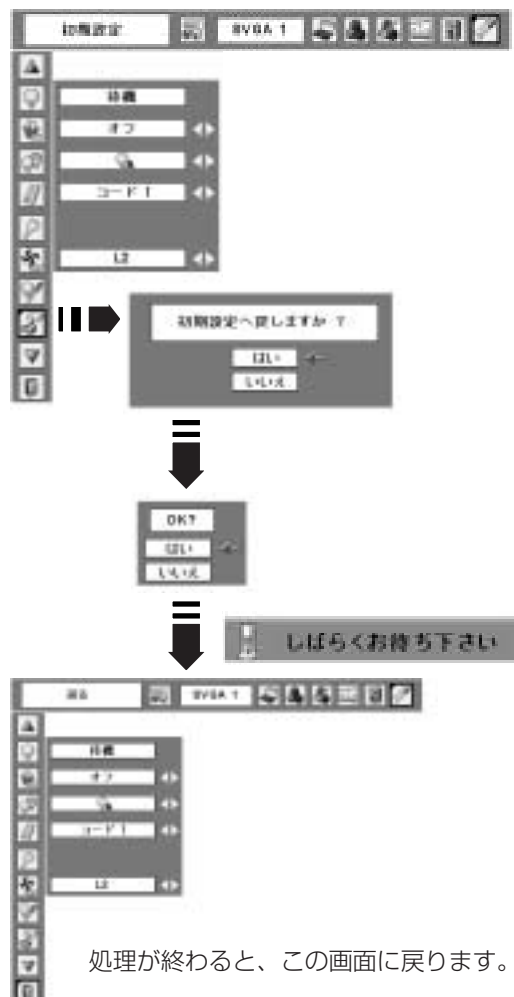 初期設定
SVGA 1
待機
オフ
コード 1
L2
初期設定へ戻しますか ?
はい
いいえ
OK?
はい
いいえ
しばらくお待ち下さい
戻る
SVGA 1
待機
オフ
コード 1
L2
処理が終わると、この画面に戻ります。